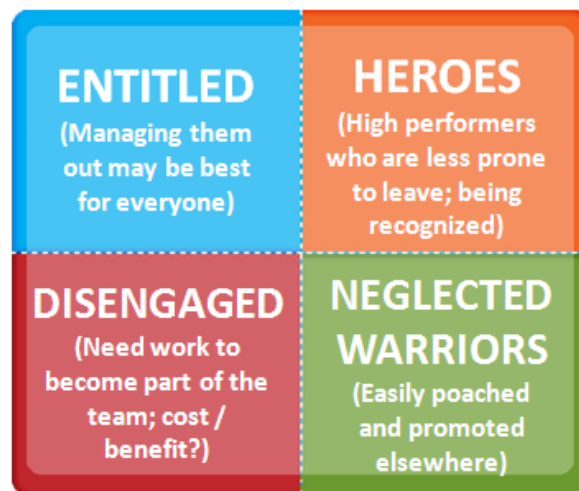 ENTITLED
(Managing them
out may be best
for everyone)
HEROES
(High performers
who are less prone
to leave; being
recognized)
DISENGAGED
(Need work to
become part of the
team; cost /
benefit?)
NEGLECTED
WARRIORS
(Easily poached
and promoted
elsewhere)